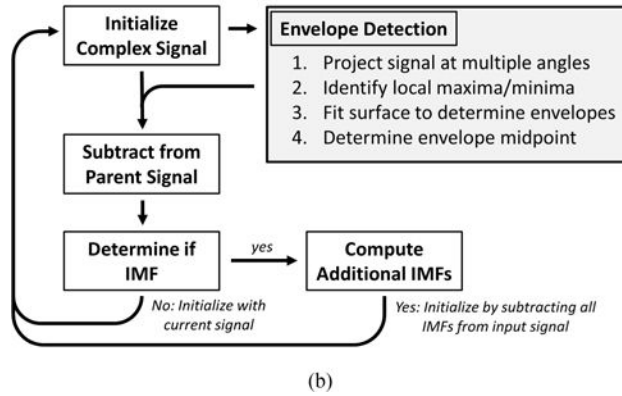 Initialize
Complex Signal
Envelope Detection
1. Project signal at multiple angles
2. Identify local maxima/minima
3. Fit surface to determine envelopes
4. Determine envelope midpoint
Subtract from
Parent Signal
Determine if
IMF
yes
Compute
Additional IMFs
No: Initialize with
current signal
Yes: Initialize by subtracting all
IMFs from input signal
(b)